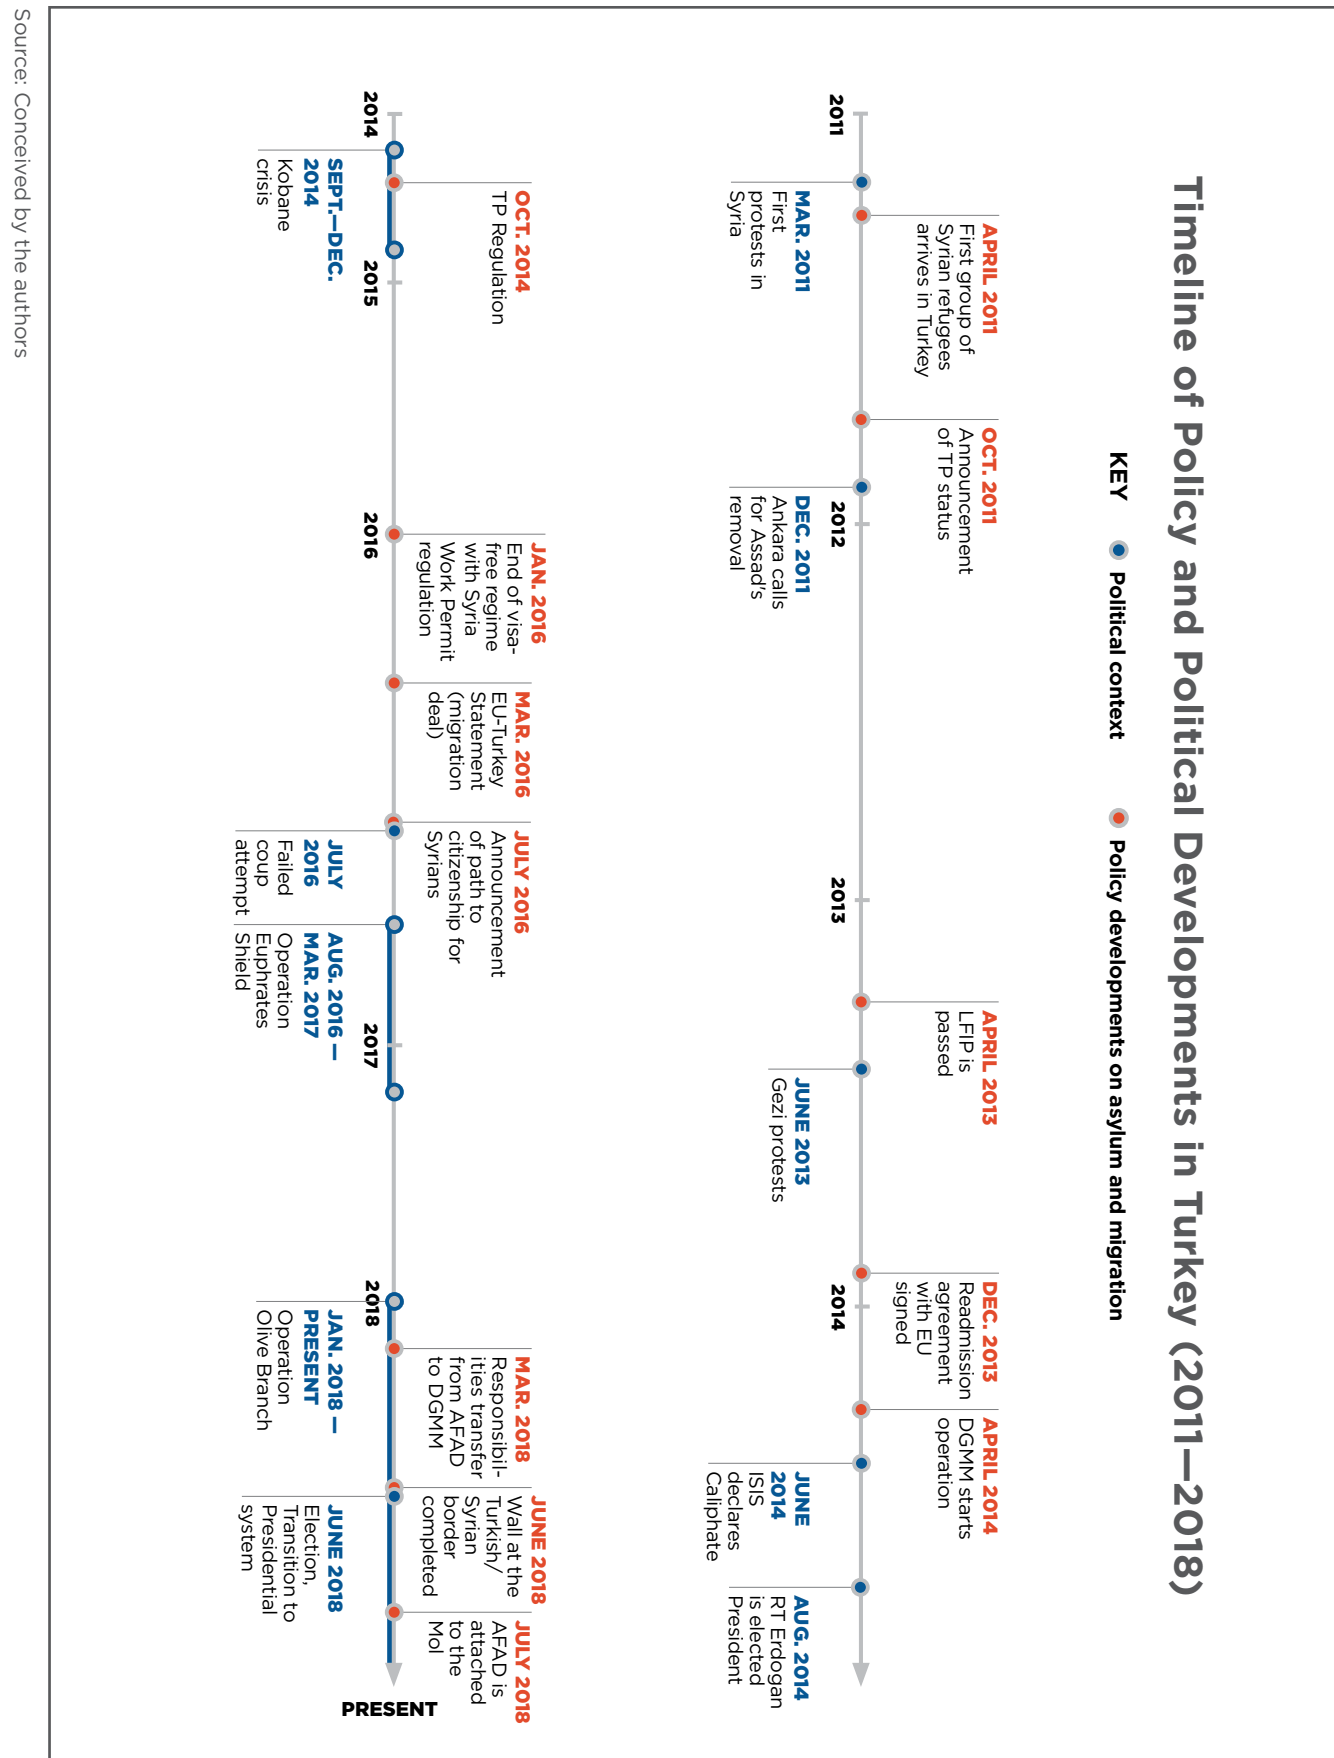 Timeline of Policy and Political Developments in Turkey (2011—2018)
KEY
Political context
Policy developments on asylum and migration
APRIL 2011
First group of
Syrian refugees
arrives in Turkey
OCT. 2011
Announcement
of TP status
APRIL 2013
LFIP is
passed
DEC. 2013
Readmission
agreement
with EU
signed
APRIL 2014
DGMM starts
operation
2011
2012
2013
2014
MAR. 2011
First
protests in
Syria
DEC. 2011
Ankara calls
for Assad's
removal
JUNE 2013
Gezi protests
JUNE
2014
ISIS
declares
Caliphate
AUG. 2014
RT Erdogan
is elected
President
OCT. 2014
TP Regulation
JAN. 2016
End of visa-
free regime
with Syria
Work Permit
regulation
MAR. 2016
EU-Turkey
Statement
(migration
deal)
JULY 2016
Announcement
of path to
citizenship for
Syrians
MAR. 2018
Responsibil-
ities transfer
from AFAD
to DGMM
JUNE 2018
Wall at the
Turkish/
Syrian
border
completed
JULY 2018
AFAD is
attached
to the
MoI
2014
2015
2016
2017
2018
PRESENT
SEPT.—DEC.
2014
Kobane
crisis
JULY
2016
Failed
coup
attempt
AUG. 2016 —
MAR. 2017
Operation
Euphrates
Shield
JAN. 2018 —
PRESENT
Operation
Olive Branch
JUNE 2018
Election,
Transition to
Presidential
system
Source: Conceived by the authors